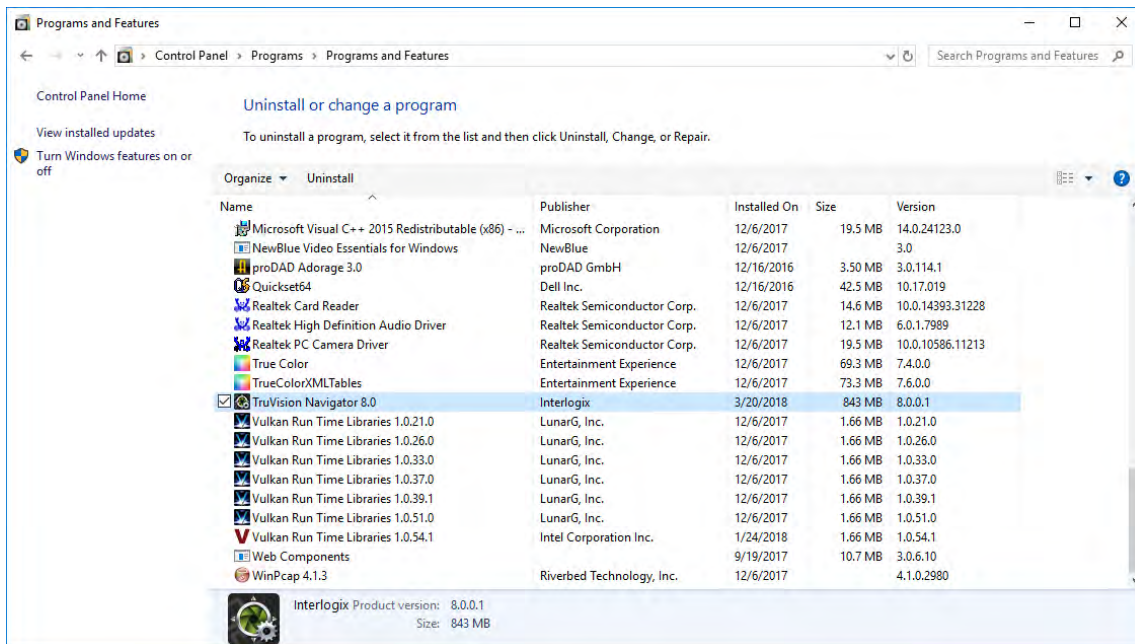 Programs and Features
Control Panel > Programs > Programs and Features
Search Programs and Features
Control Panel Home
View installed updates
Turn Windows features on or
off
Uninstall or change a program
To uninstall a program, select it from the list and then click Uninstall, Change, or Repair.
Organize Uninstall
Name Publisher Installed On Size Version
Microsoft Visual C++ 2015 Redistributable (x86) - ... Microsoft Corporation 12/6/2017 19.5 MB 14.0.24123.0
NewBlue Video Essentials for Windows NewBlue 12/6/2017 3.0
proDAD Adorage 3.0 proDAD GmbH 12/16/2016 3.50 MB 3.0.114.1
Quickset64 Dell Inc. 12/16/2016 42.5 MB 10.17.019
Realtek Card Reader Realtek Semiconductor Corp. 12/6/2017 14.6 MB 10.0.14393.31228
Realtek High Definition Audio Driver Realtek Semiconductor Corp. 12/6/2017 12.1 MB 6.0.1.7989
Realtek PC Camera Driver Realtek Semiconductor Corp. 12/6/2017 19.5 MB 10.0.10586.11213
True Color Entertainment Experience 12/6/2017 69.3 MB 7.4.0.0
TrueColorXMLTables Entertainment Experience 12/6/2017 73.3 MB 7.6.0.0
TruVision Navigator 8.0 Interlogix 3/20/2018 843 MB 8.0.0.1
Vulkan Run Time Libraries 1.0.21.0 LunarG, Inc. 12/6/2017 1.66 MB 1.0.21.0
Vulkan Run Time Libraries 1.0.26.0 LunarG, Inc. 12/6/2017 1.66 MB 1.0.26.0
Vulkan Run Time Libraries 1.0.33.0 LunarG, Inc. 12/6/2017 1.66 MB 1.0.33.0
Vulkan Run Time Libraries 1.0.37.0 LunarG, Inc. 12/6/2017 1.66 MB 1.0.37.0
Vulkan Run Time Libraries 1.0.39.1 LunarG, Inc. 12/6/2017 1.66 MB 1.0.39.1
Vulkan Run Time Libraries 1.0.51.0 LunarG, Inc. 12/6/2017 1.66 MB 1.0.51.0
Vulkan Run Time Libraries 1.0.54.1 Intel Corporation Inc. 1/24/2018 1.66 MB 1.0.54.1
Web Components 9/19/2017 10.7 MB 3.0.6.10
WinPcap 4.1.3 Riverbed Technology, Inc. 12/6/2017 4.1.0.2980
Interlogix Product version: 8.0.0.1
Size: 843 MB